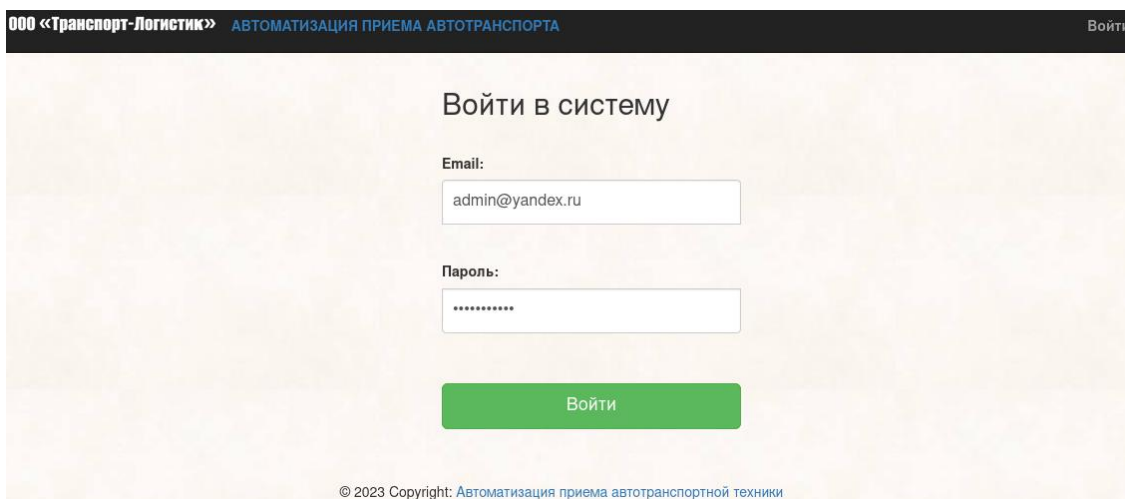 ООО «Транспорт-Логистик» АВТОМАТИЗАЦИЯ ПРИЕМА АВТОТРАНСПОРТА Войти
Войти в систему
Email:
admin@yandex.ru
Пароль:
•••••••••••
Войти
© 2023 Copyright: Автоматизация приема автотранспортной техники